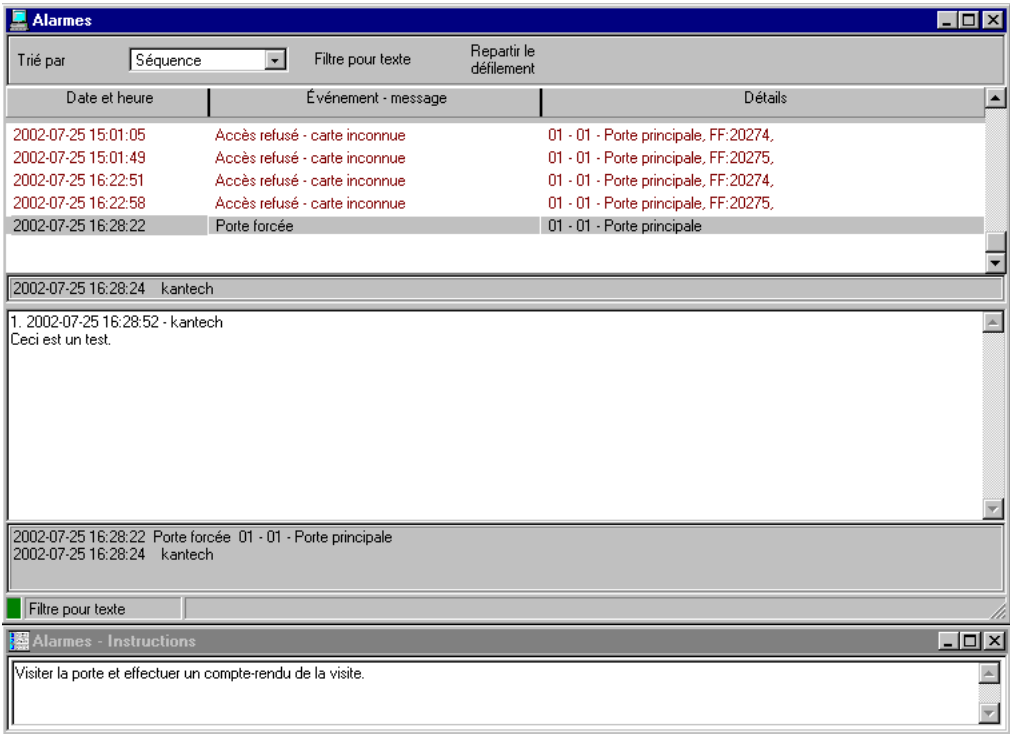 Alarmes
Trié par Séquence Filtre pour texte Repartir le défilement
Date et heure Événement - message Détails
2002-07-25 15:01:05 Accès refusé - carte inconnue 01 - 01 - Porte principale, FF:20274,
2002-07-25 15:01:49 Accès refusé - carte inconnue 01 - 01 - Porte principale, FF:20275,
2002-07-25 16:22:51 Accès refusé - carte inconnue 01 - 01 - Porte principale, FF:20274,
2002-07-25 16:22:58 Accès refusé - carte inconnue 01 - 01 - Porte principale, FF:20275,
2002-07-25 16:28:22 Porte forcée 01 - 01 - Porte principale
2002-07-25 16:28:24 kantech
1. 2002-07-25 16:28:52 - kantech
Ceci est un test.
2002-07-25 16:28:22 Porte forcée 01 - 01 - Porte principale
2002-07-25 16:28:24 kantech
Filtre pour texte
Alarmes - Instructions
Visiter la porte et effectuer un compte-rendu de la visite.